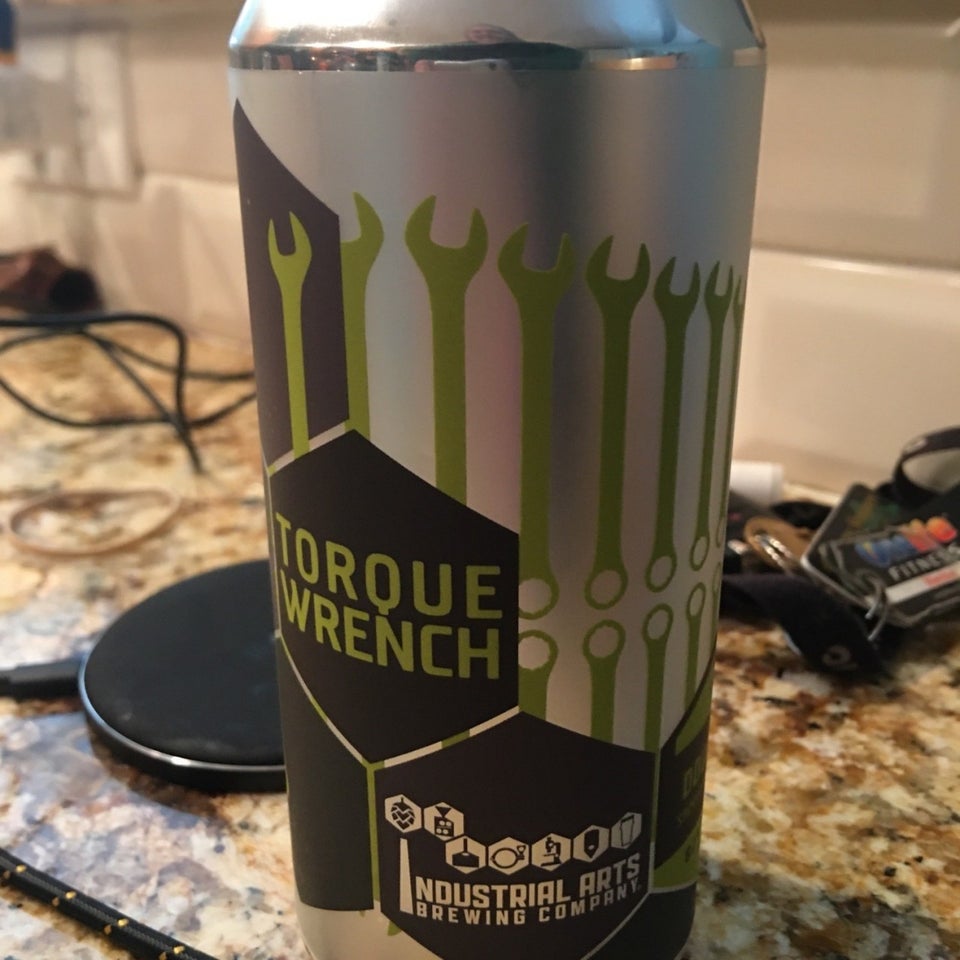 TORQUE
WRENCH
INDUSTRIAL ARTS
BREWING COMPANY
FITNESS